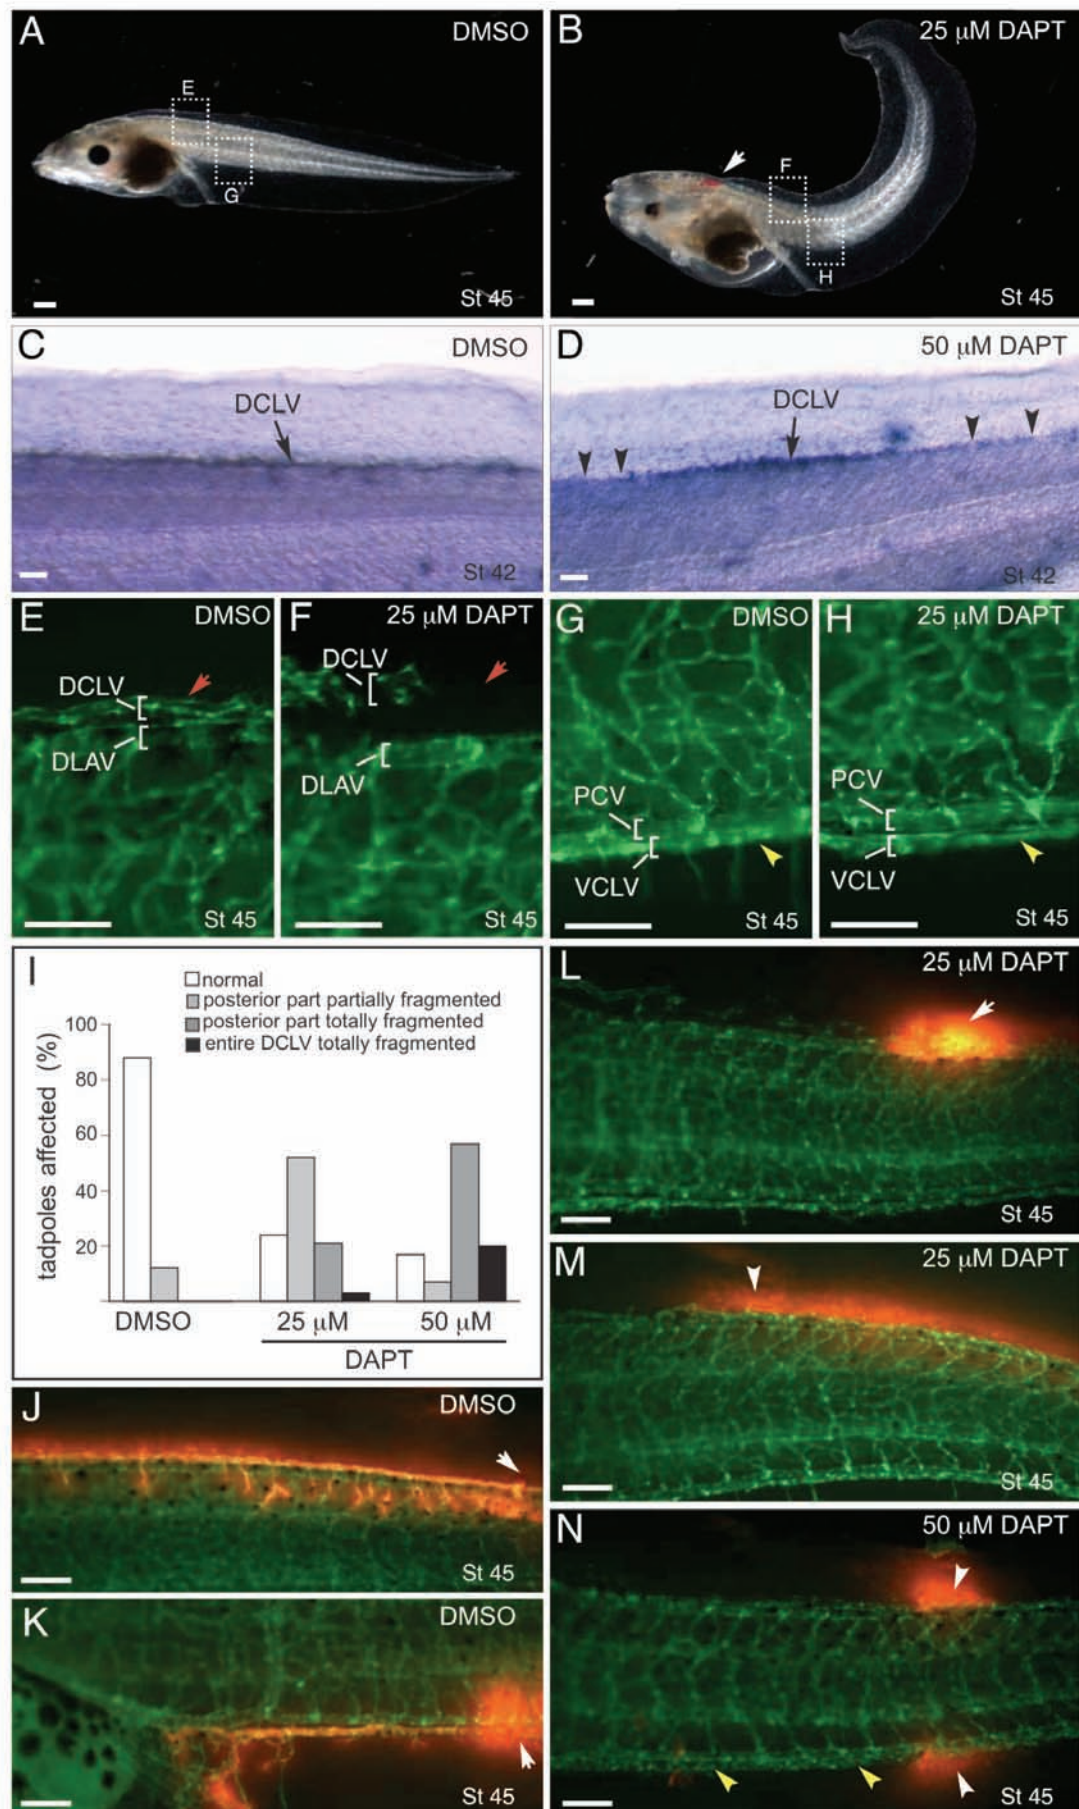 A
DMSO
E
G
St 45
B
25 μM DAPT
F
H
St 45
C
DMSO
DCLV
St 42
D
50 μM DAPT
DCLV
St 42
E
DMSO
DCLV
DLAV
St 45
F
25 μM DAPT
DCLV
DLAV
St 45
G
DMSO
PCV
VCLV
St 45
H
25 μM DAPT
PCV
VCLV
St 45
I
normal
posterior part partially fragmented
posterior part totally fragmented
entire DCLV totally fragmented
tadpoles affected (%)
100
80
60
40
20
DMSO
25 μM
50 μM
DAPT
J
DMSO
St 45
K
DMSO
St 45
L
25 μM DAPT
St 45
M
25 μM DAPT
St 45
N
50 μM DAPT
St 45